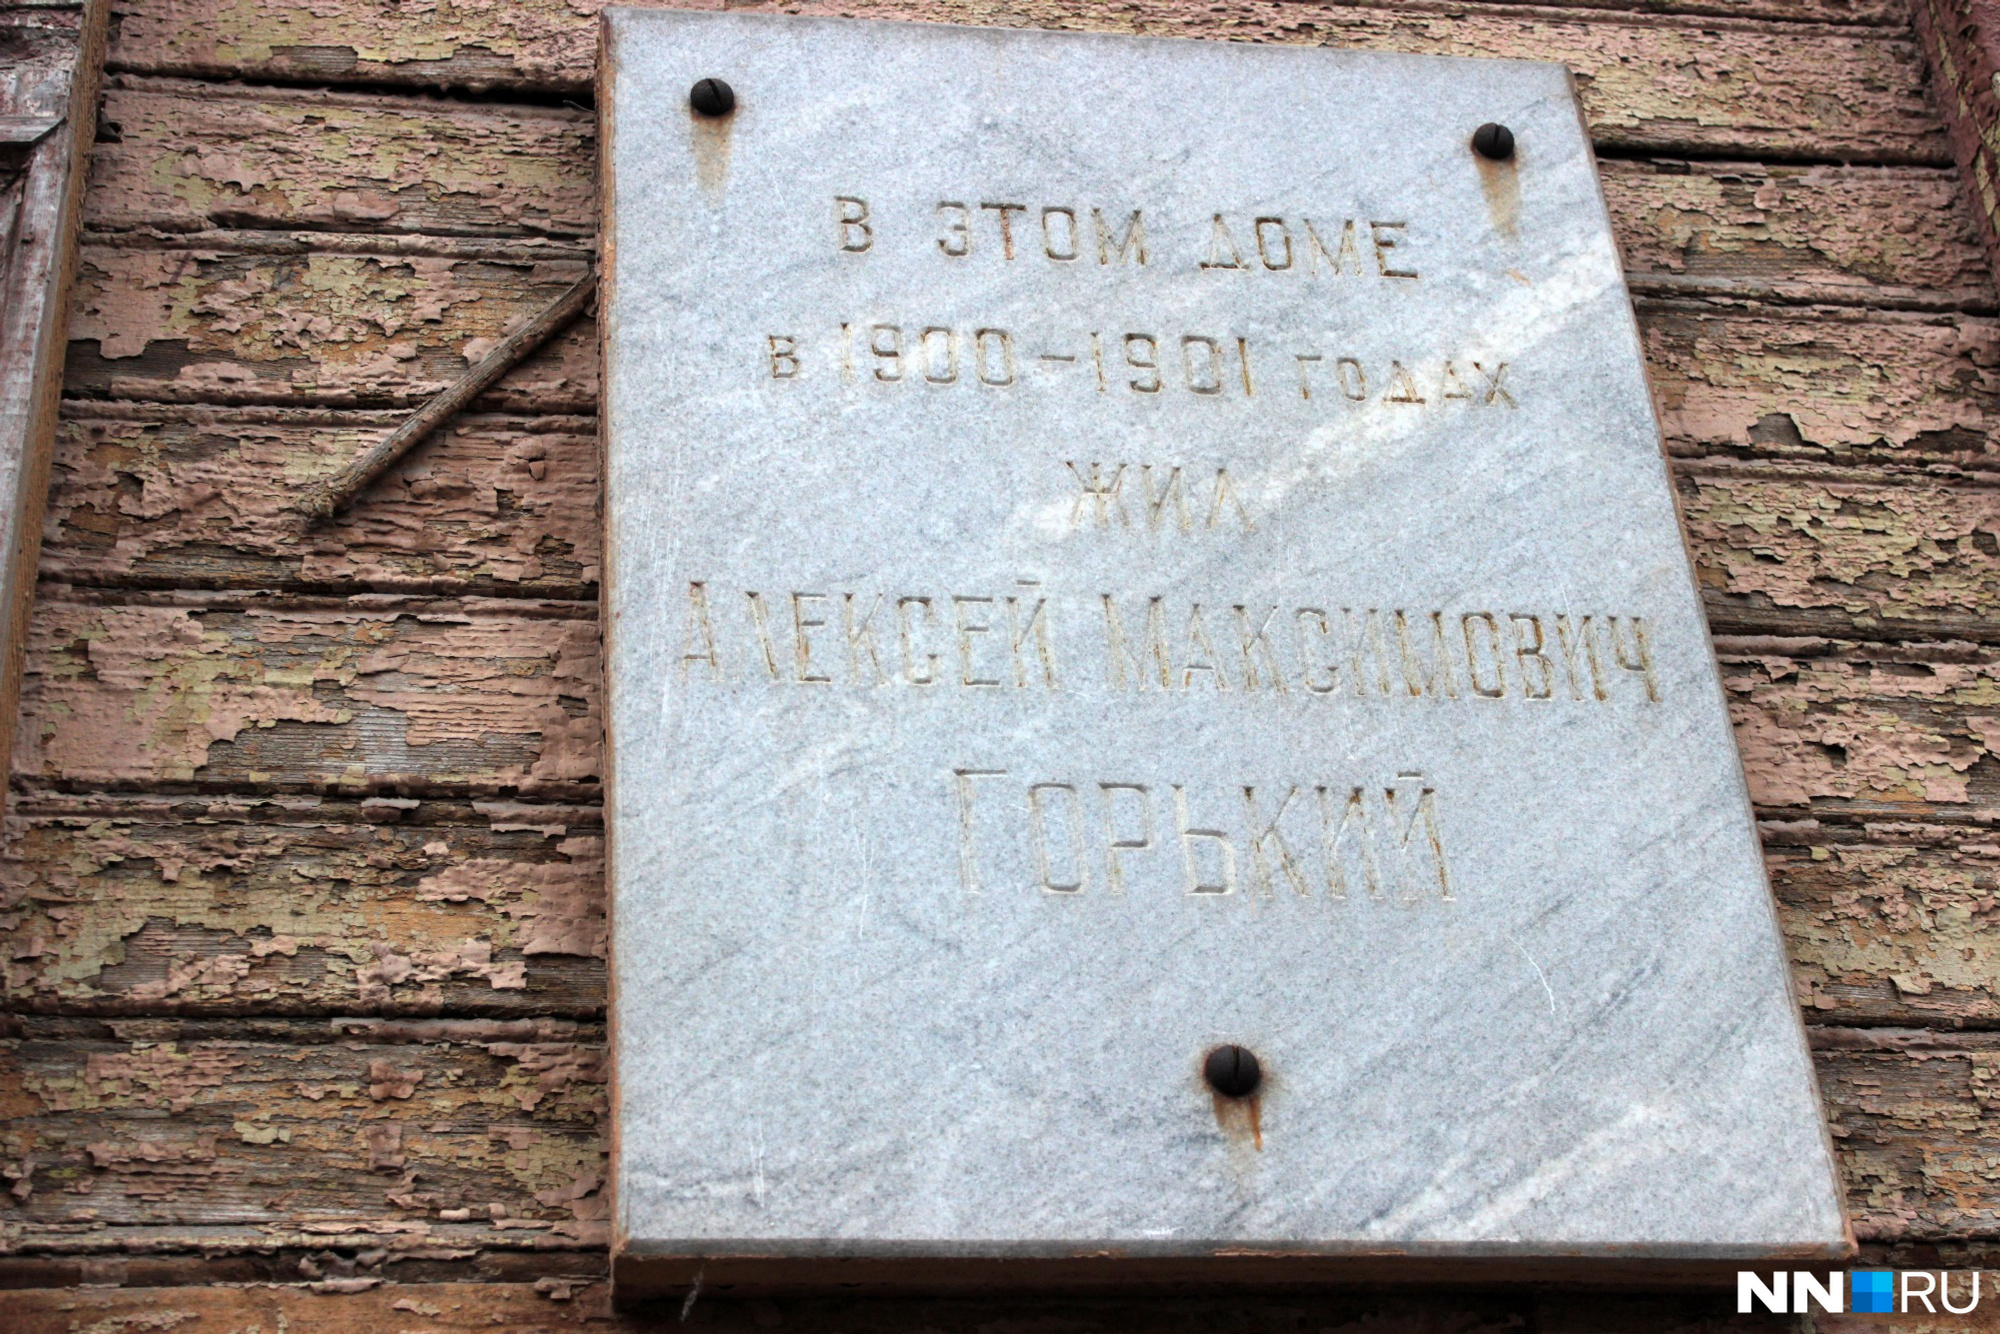 В ЭТОМ ДОМЕ
в 1900-1901 годах
жил
АЛЕКСЕЙ МАКСИМОВИЧ
ГОРЬКИЙ
NN RU